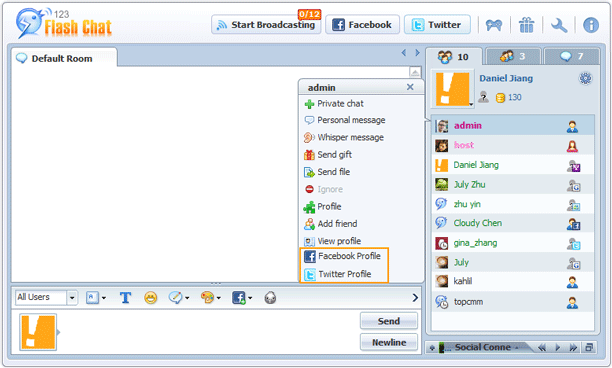 123
Flash Chat
Start Broadcasting
0/12
Facebook
Twitter
Default Room
10
3
7
Daniel Jiang
130
admin
Private chat
Personal message
Whisper message
Send gift
Send file
Ignore
Profile
Add friend
View profile
Facebook Profile
Twitter Profile
admin
host
Daniel Jiang
July Zhu
zhu yin
Cloudy Chen
gina_zhang
July
kahlil
topcmm
All Users
Send
Newline
Social Conne